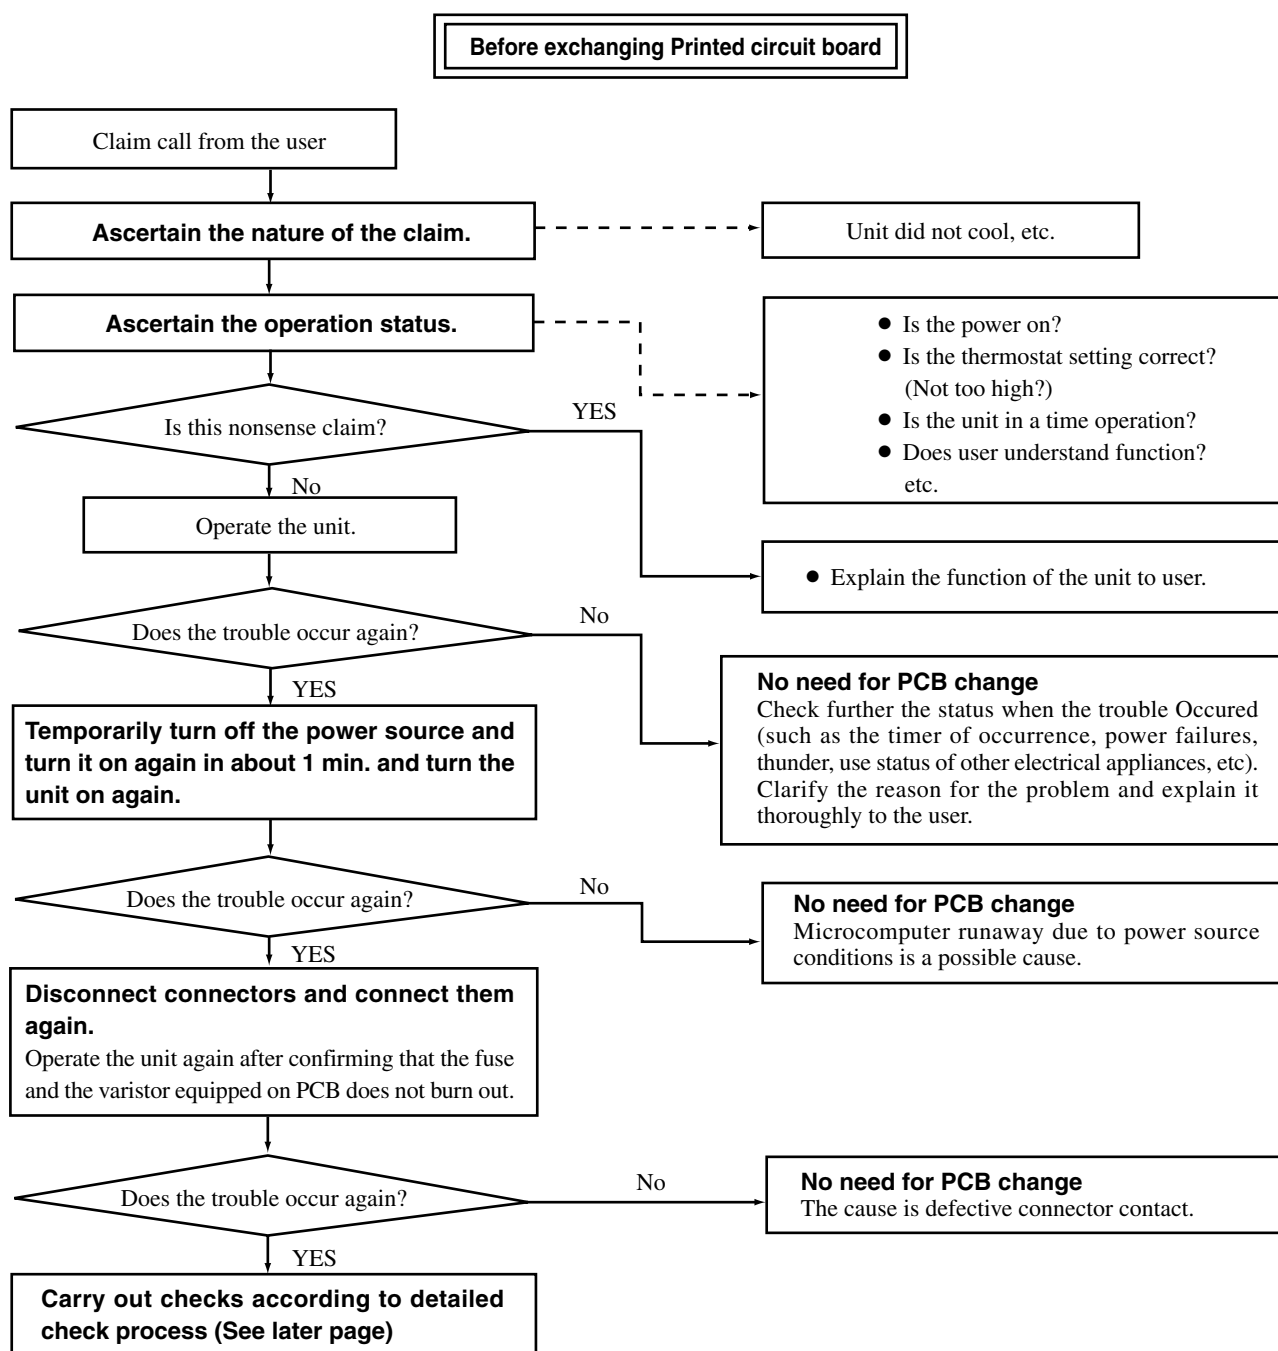 Before exchanging Printed circuit board
Claim call from the user
Ascertain the nature of the claim.
Unit did not cool, etc.
Ascertain the operation status.
● Is the power on?
● Is the thermostat setting correct?
(Not too high?)
● Is the unit in a time operation?
● Does user understand function?
etc.
Is this nonsense claim?
YES
No
Operate the unit.
● Explain the function of the unit to user.
Does the trouble occur again?
No
YES
No need for PCB change
Check further the status when the trouble Occured
(such as the timer of occurrence, power failures,
thunder, use status of other electrical appliances, etc).
Clarify the reason for the problem and explain it
thoroughly to the user.
Temporarily turn off the power source and
turn it on again in about 1 min. and turn the
unit on again.
Does the trouble occur again?
No
YES
No need for PCB change
Microcomputer runaway due to power source
conditions is a possible cause.
Disconnect connectors and connect them
again.
Operate the unit again after confirming that the fuse
and the varistor equipped on PCB does not burn out.
Does the trouble occur again?
No
YES
No need for PCB change
The cause is defective connector contact.
Carry out checks according to detailed
check process (See later page)